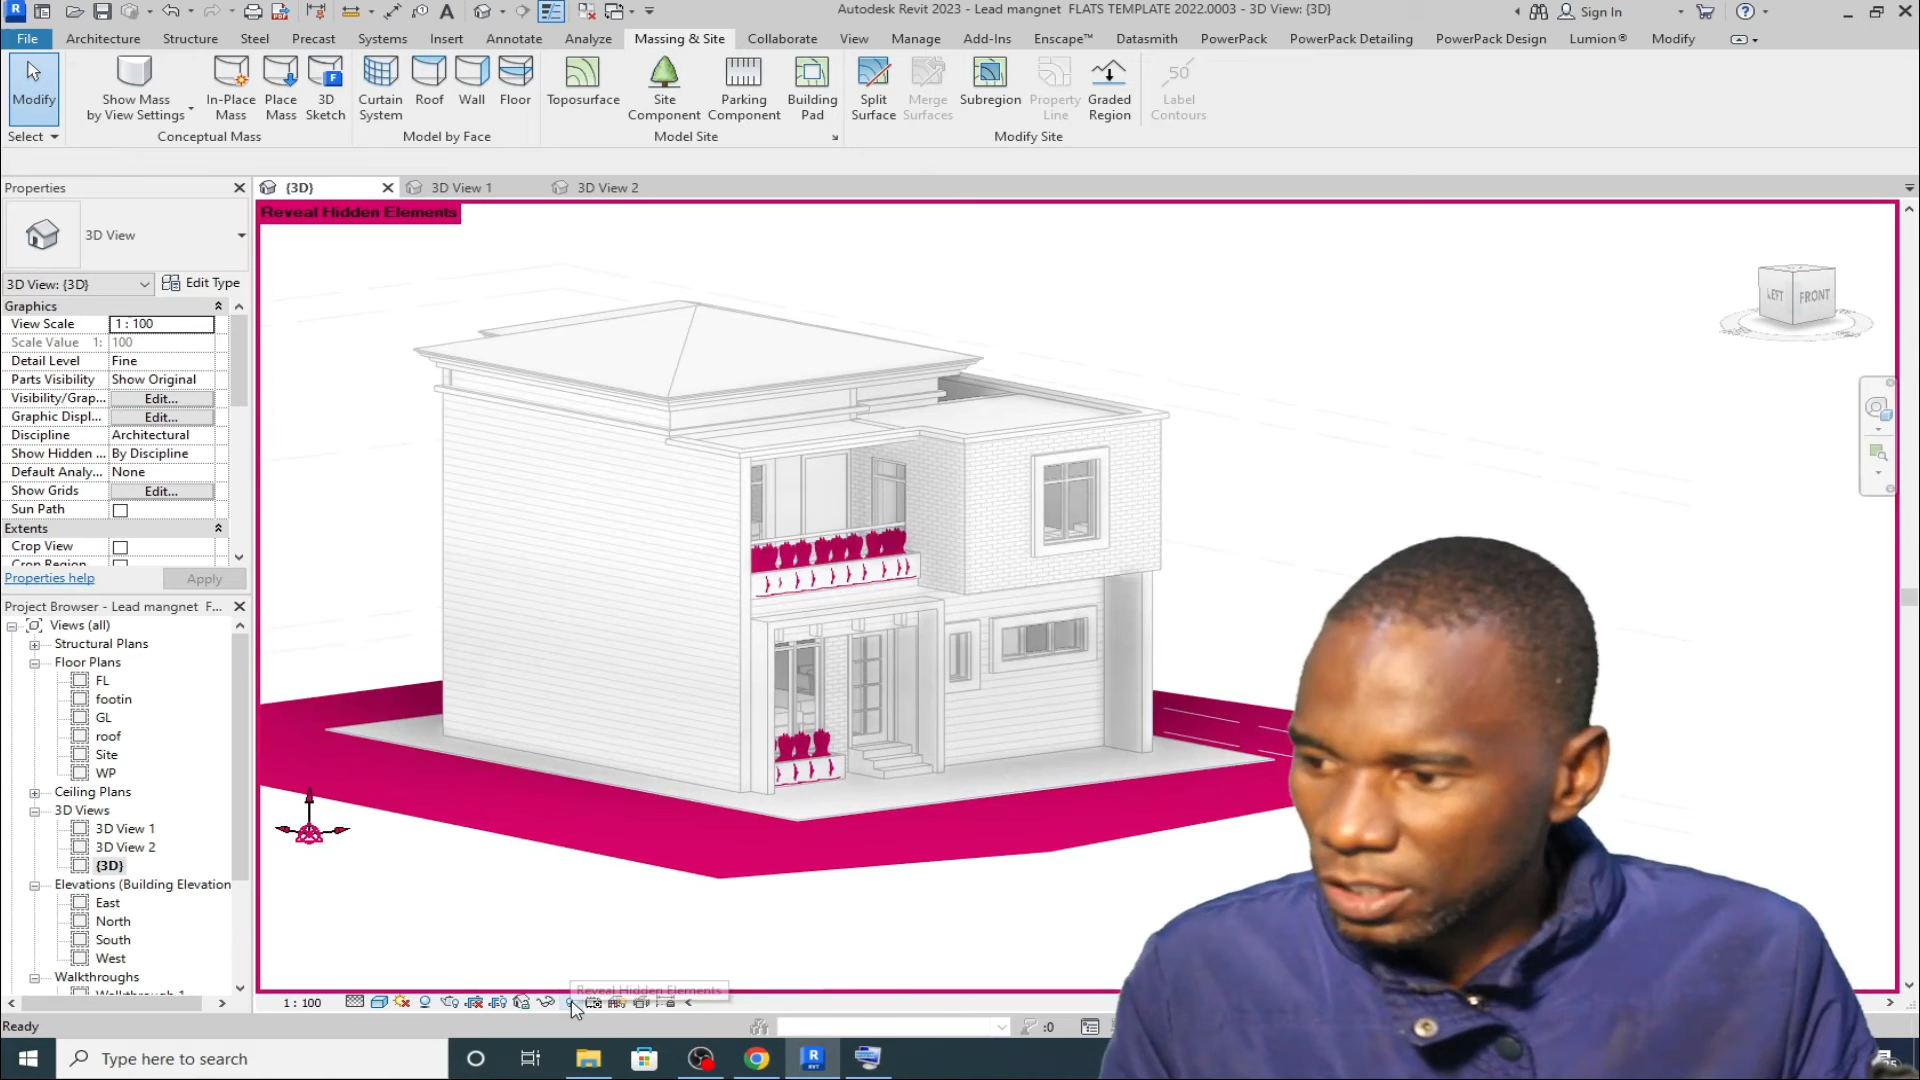 Autodesk Revit 2023 - Lead mangnet FLATS TEMPLATE 2022.0003 - 3D View: {3D}
Sign In
File Architecture Structure Steel Precast Systems Insert Annotate Analyze Massing & Site Collaborate View Manage Add-Ins Enscape™ Datasmith PowerPack PowerPack Detailing PowerPack Design Lumion® Modify
Modify
Show Mass by View Settings
In-Place Mass
Place Mass
3D Sketch
Curtain System
Roof
Wall
Floor
Toposurface
Site Component
Parking Component
Building Pad
Split Surface
Merge Surfaces
Subregion
Property Line
Graded Region
50
Label Contours
Select
Conceptual Mass
Model by Face
Model Site
Modify Site
Properties
{3D}
3D View 1
3D View 2
3D View
3D View: {3D}
Edit Type
Graphics
View Scale 1 : 100
Scale Value 1: 100
Detail Level Fine
Parts Visibility Show Original
Visibility/Grap... Edit...
Graphic Displ... Edit...
Discipline Architectural
Show Hidden ... By Discipline
Default Analy... None
Show Grids Edit...
Sun Path
Extents
Crop View
Crop Region
Properties help Apply
Project Browser - Lead mangnet F...
Views (all)
Structural Plans
Floor Plans
FL
footin
GL
roof
Site
WP
Ceiling Plans
3D Views
3D View 1
3D View 2
{3D}
Elevations (Building Elevation
East
North
South
West
Walkthroughs
Walkthrough 1
Reveal Hidden Elements
LEFT FRONT
Reveal Hidden Elements
1 : 100
Ready
:0
Type here to search